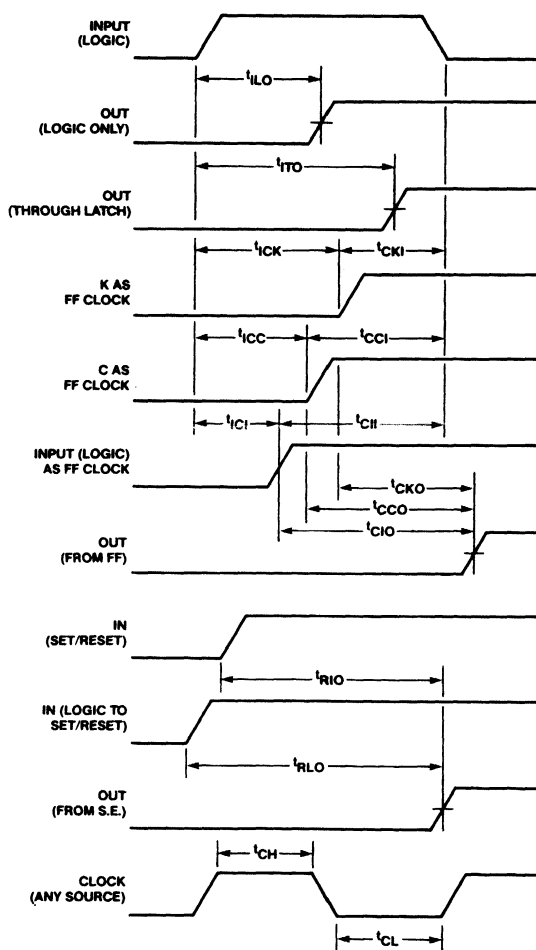 INPUT
(LOGIC)
tILO
OUT
(LOGIC ONLY)
tITO
OUT
(THROUGH LATCH)
tICK
tCKI
K AS
FF CLOCK
tICC
tCCI
C AS
FF CLOCK
tICI
tCII
INPUT (LOGIC)
AS FF CLOCK
tCKO
tCCO
tCIO
OUT
(FROM FF)
IN
(SET/RESET)
tRIO
IN (LOGIC TO
SET/RESET)
tRLO
OUT
(FROM S.E.)
tCH
CLOCK
(ANY SOURCE)
tCL